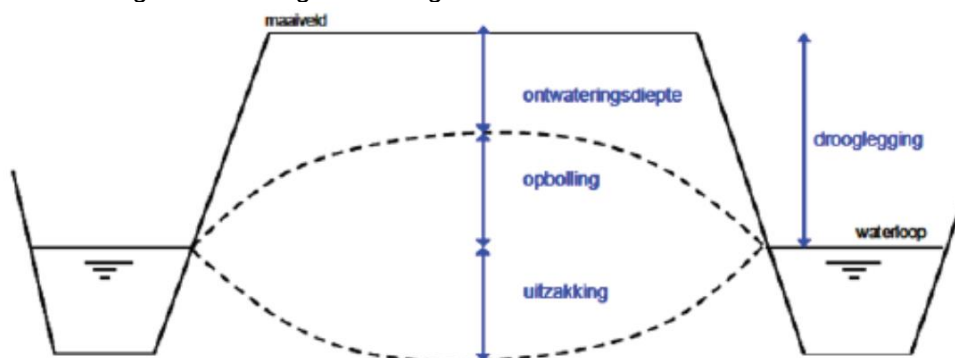 maaiveld
ontwateringsdiepte
drooglegging
opbolling
waterloop
uitzakking